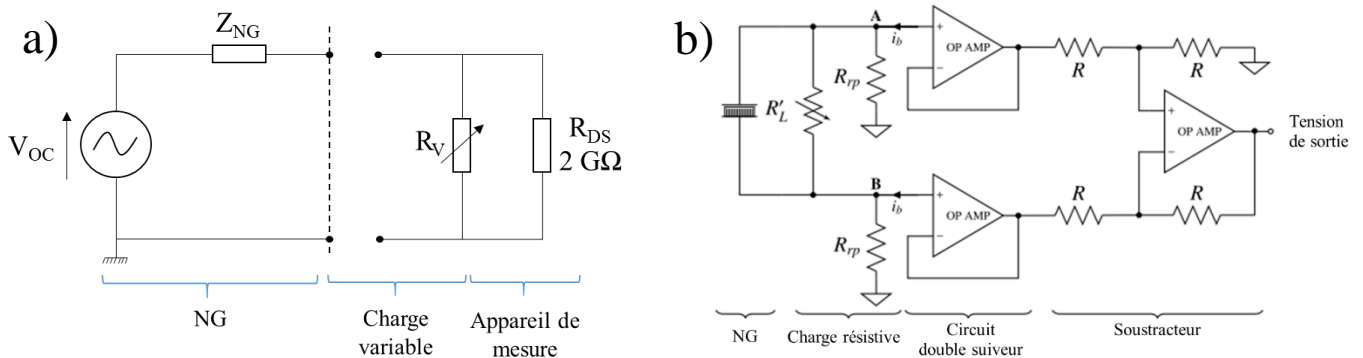 a)
Z_NG
V_OC
R_V
R_DS
2 GΩ
NG
Charge
variable
Appareil de
mesure
b)
A
i_b
+
−
OP AMP
R
R
R_rp
R'_L
+
−
OP AMP
Tension
de sortie
B
i_b
+
−
OP AMP
R
R
R_rp
NG
Charge résistive
Circuit
double suiveur
Soustracteur